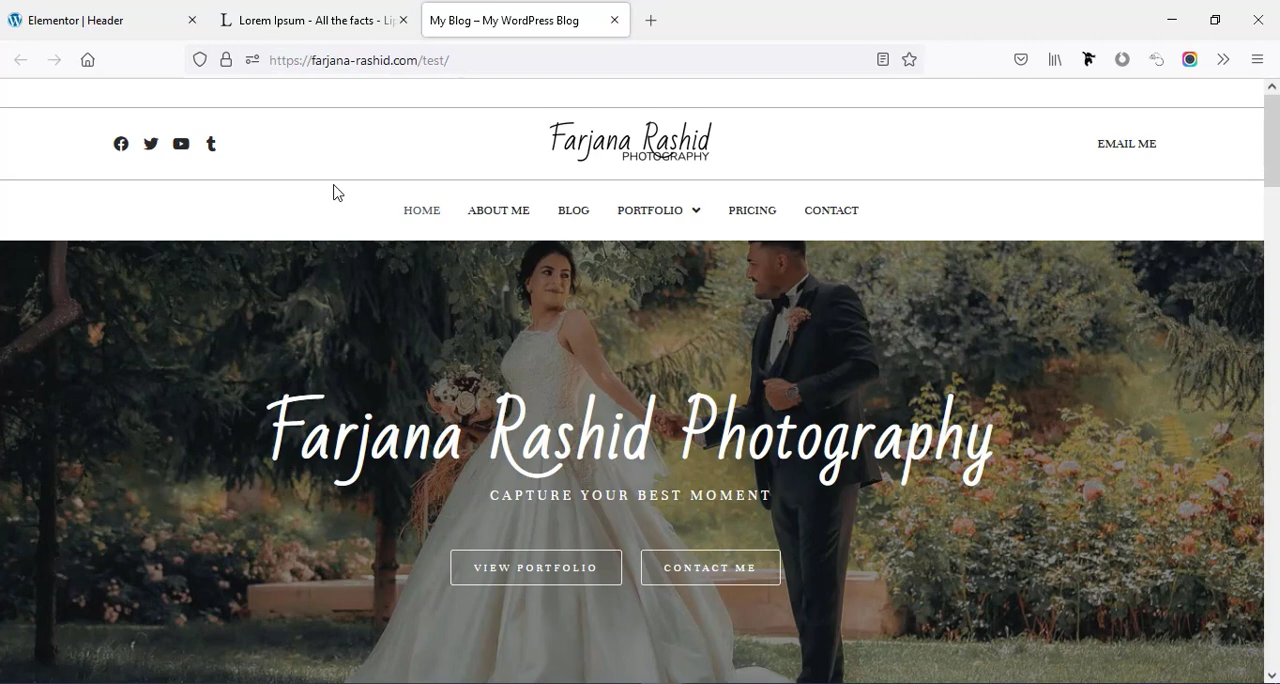 Elementor | Header
Lorem Ipsum - All the facts - Lip
My Blog – My WordPress Blog
https://farjana-rashid.com/test/
Farjana Rashid
PHOTOGRAPHY
EMAIL ME
HOME ABOUT ME BLOG PORTFOLIO PRICING CONTACT
Farjana Rashid Photography
CAPTURE YOUR BEST MOMENT
VIEW PORTFOLIO CONTACT ME